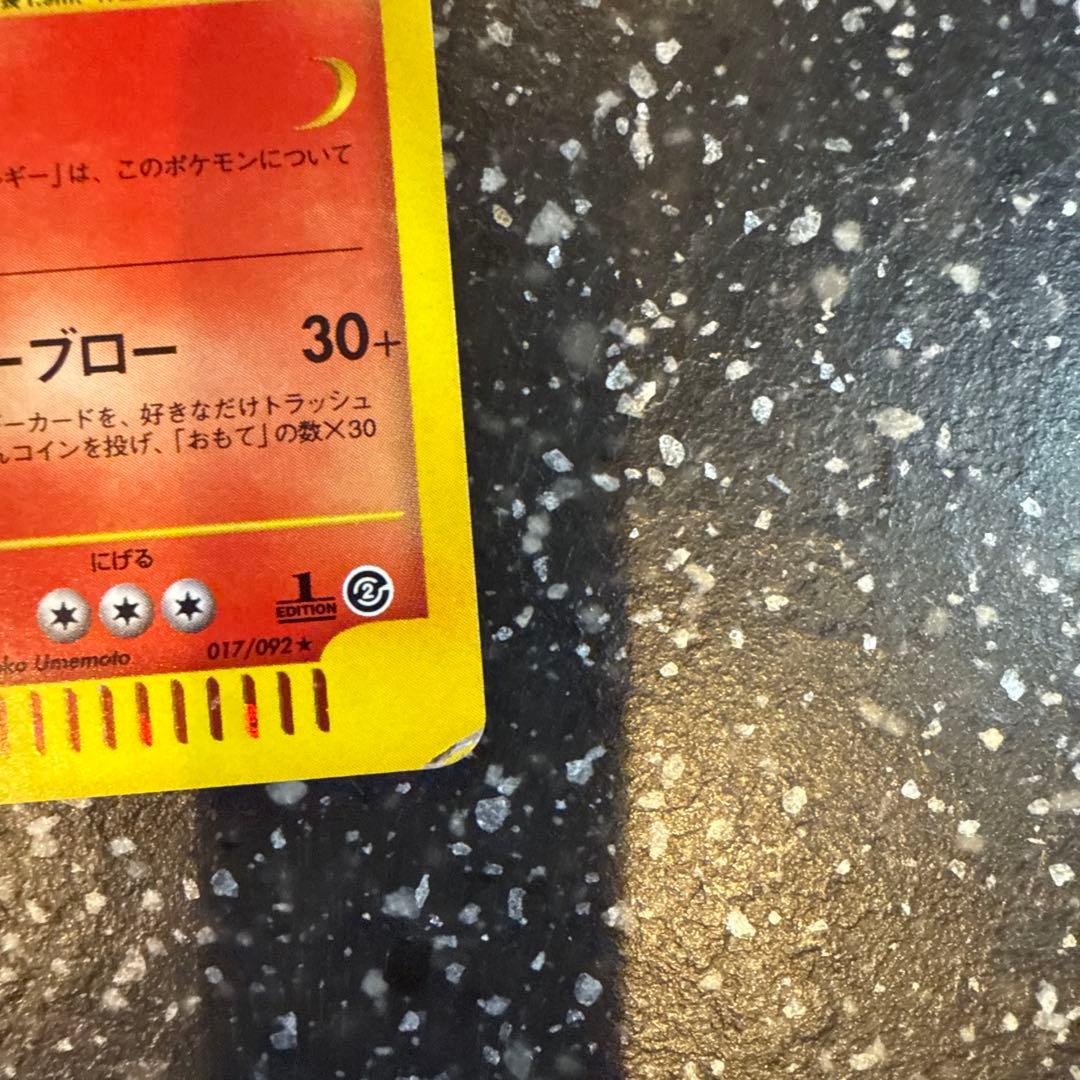 ギー」は、このポケモンについて
ーブロー 30+
ーカードを、好きなだけトラッシュ
コインを投げ、「おもて」の数×30
にげる
1 EDITION 2
017/092★
ko Umemoto